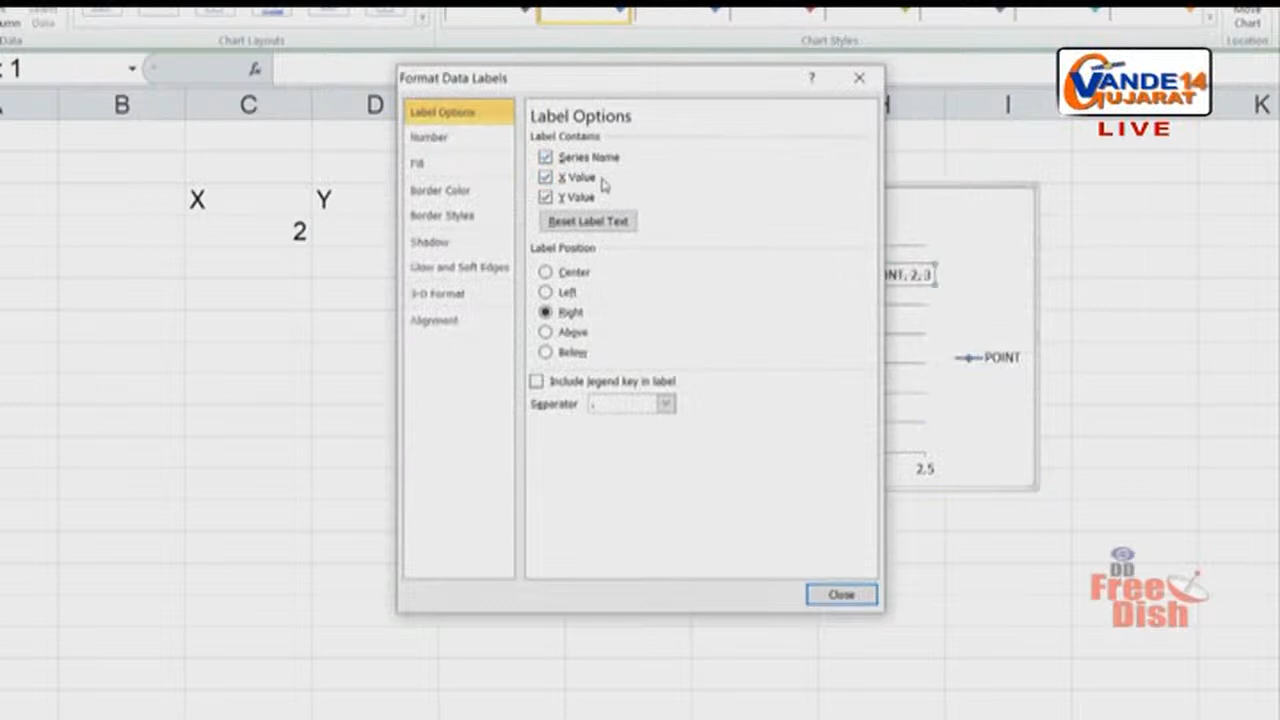 Chart
Data
Chart Layouts
Chart Styles
Location
: 1
fx
B
C
D
H
I
K
VANDE 14
GUJARAT
LIVE
X
Y
2
Format Data Labels
?
Label Options
Number
Fill
Border Color
Border Styles
Shadow
Glow and Soft Edges
3-D Format
Alignment
Label Options
Label Contains
Series Name
X Value
Y Value
Reset Label Text
Label Position
Center
Left
Right
Above
Below
Include legend key in label
Separator ,
Close
INT, 2, 3
POINT
2.5
DD
Free
Dish